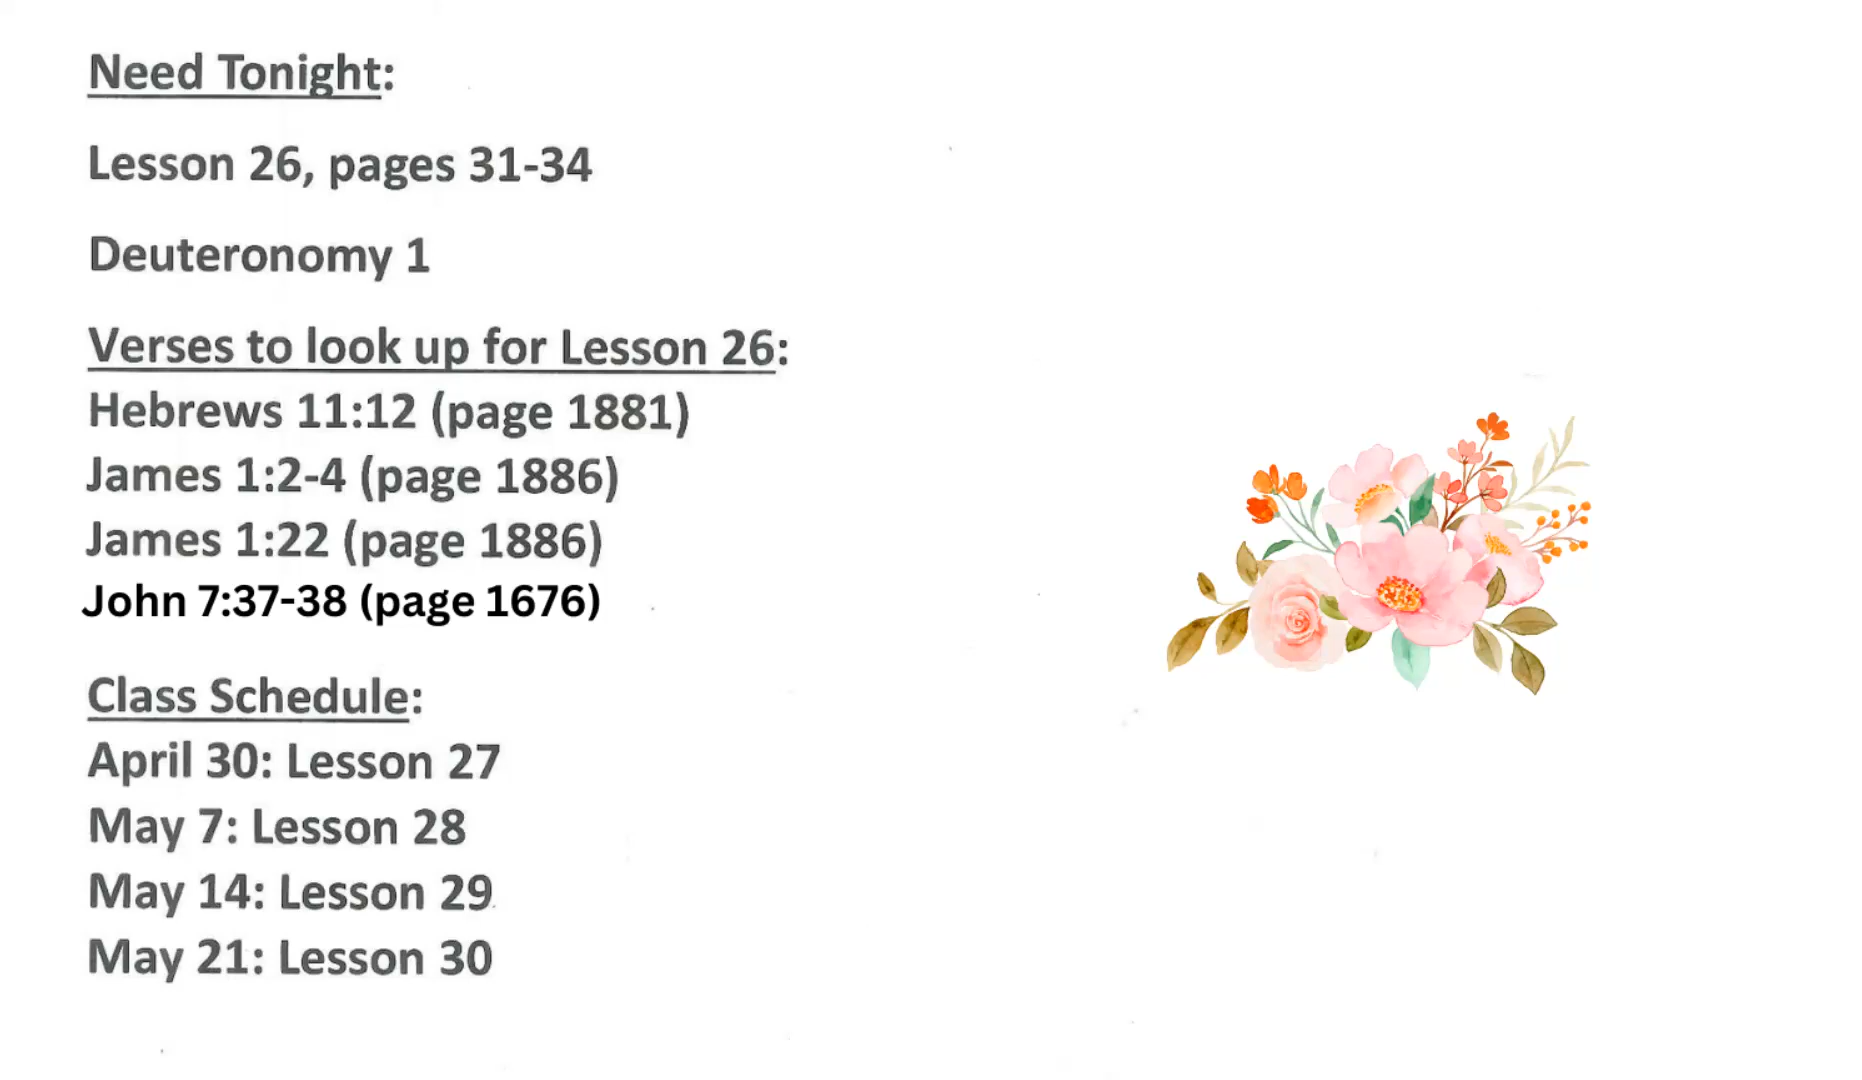 Need Tonight:
Lesson 26, pages 31-34
Deuteronomy 1
Verses to look up for Lesson 26:
Hebrews 11:12 (page 1881)
James 1:2-4 (page 1886)
James 1:22 (page 1886)
John 7:37-38 (page 1676)
Class Schedule:
April 30: Lesson 27
May 7: Lesson 28
May 14: Lesson 29
May 21: Lesson 30